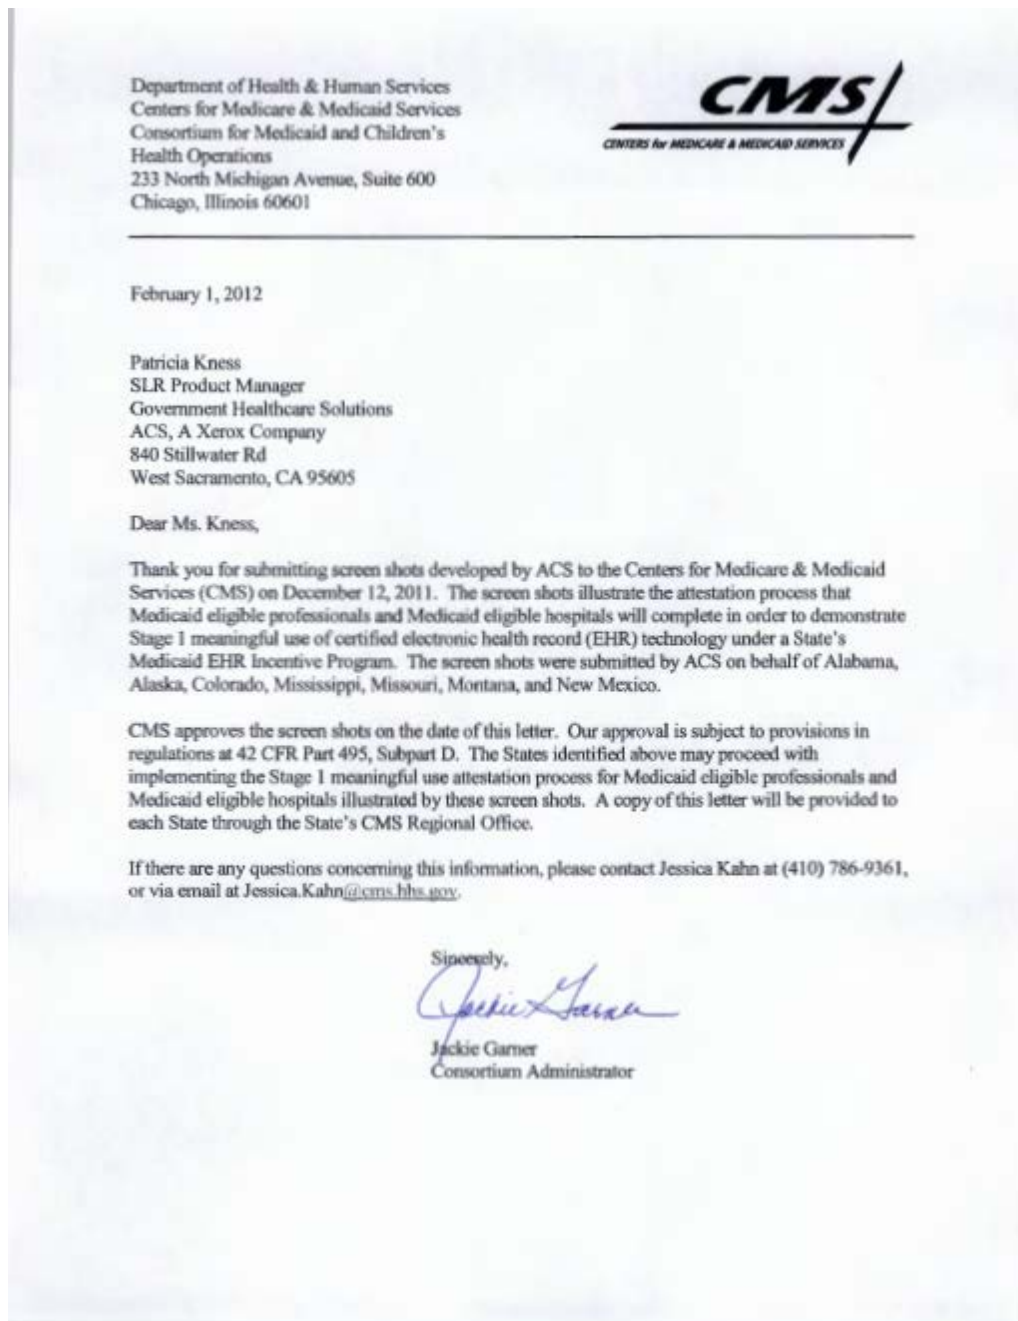 Department of Health & Human Services
Centers for Medicare & Medicaid Services
Consortium for Medicaid and Children's
Health Operations
233 North Michigan Avenue, Suite 600
Chicago, Illinois 60601
CMS
CENTERS for MEDICARE & MEDICAID SERVICES
February 1, 2012
Patricia Kness
SLR Product Manager
Government Healthcare Solutions
ACS, A Xerox Company
840 Stillwater Rd
West Sacramento, CA 95605
Dear Ms. Kness,
Thank you for submitting screen shots developed by ACS to the Centers for Medicare & Medicaid
Services (CMS) on December 12, 2011.  The screen shots illustrate the attestation process that
Medicaid eligible professionals and Medicaid eligible hospitals will complete in order to demonstrate
Stage 1 meaningful use of certified electronic health record (EHR) technology under a State's
Medicaid EHR Incentive Program.  The screen shots were submitted by ACS on behalf of Alabama,
Alaska, Colorado, Mississippi, Missouri, Montana, and New Mexico.
CMS approves the screen shots on the date of this letter.  Our approval is subject to provisions in
regulations at 42 CFR Part 495, Subpart D.  The States identified above may proceed with
implementing the Stage 1 meaningful use attestation process for Medicaid eligible professionals and
Medicaid eligible hospitals illustrated by these screen shots.  A copy of this letter will be provided to
each State through the State's CMS Regional Office.
If there are any questions concerning this information, please contact Jessica Kahn at (410) 786-9361,
or via email at Jessica.Kahn@cms.hhs.gov.
Sincerely,
Jackie Garner
Jackie Garner
Consortium Administrator